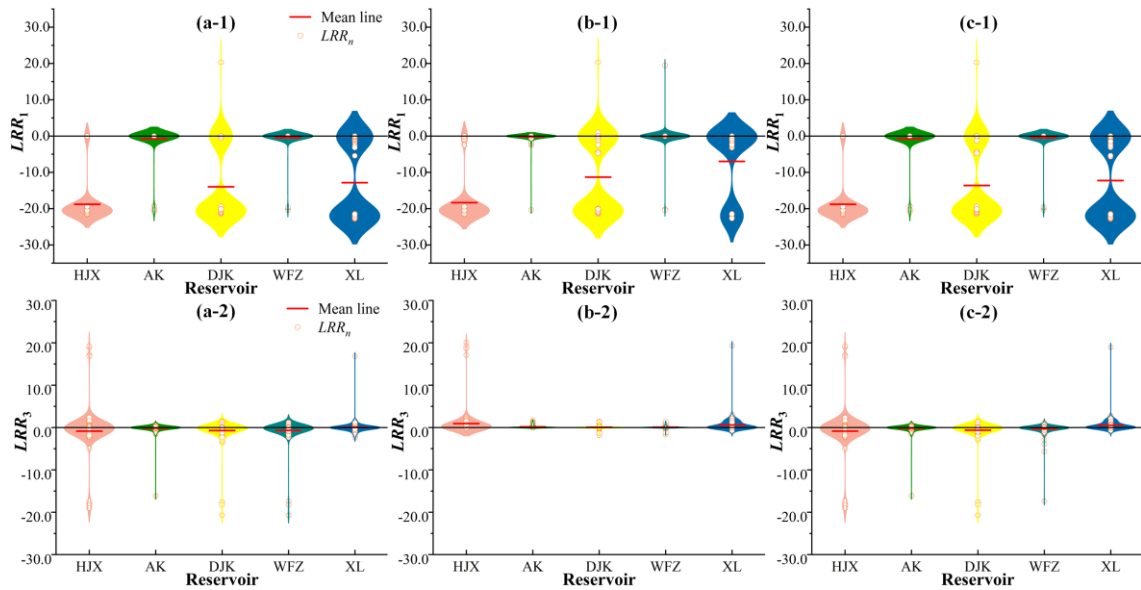 (a-1)
Mean line
LRRn
30.0
20.0
10.0
0.0
-10.0
-20.0
-30.0
LRR1
HJX AK DJK WFZ XL
Reservoir
(b-1)
30.0
20.0
10.0
0.0
-10.0
-20.0
-30.0
LRR1
HJX AK DJK WFZ XL
Reservoir
(c-1)
30.0
20.0
10.0
0.0
-10.0
-20.0
-30.0
LRR1
HJX AK DJK WFZ XL
Reservoir
(a-2)
Mean line
LRRn
30.0
20.0
10.0
0.0
-10.0
-20.0
-30.0
LRR3
HJX AK DJK WFZ XL
Reservoir
(b-2)
30.0
20.0
10.0
0.0
-10.0
-20.0
-30.0
LRR3
HJX AK DJK WFZ XL
Reservoir
(c-2)
30.0
20.0
10.0
0.0
-10.0
-20.0
-30.0
LRR3
HJX AK DJK WFZ XL
Reservoir